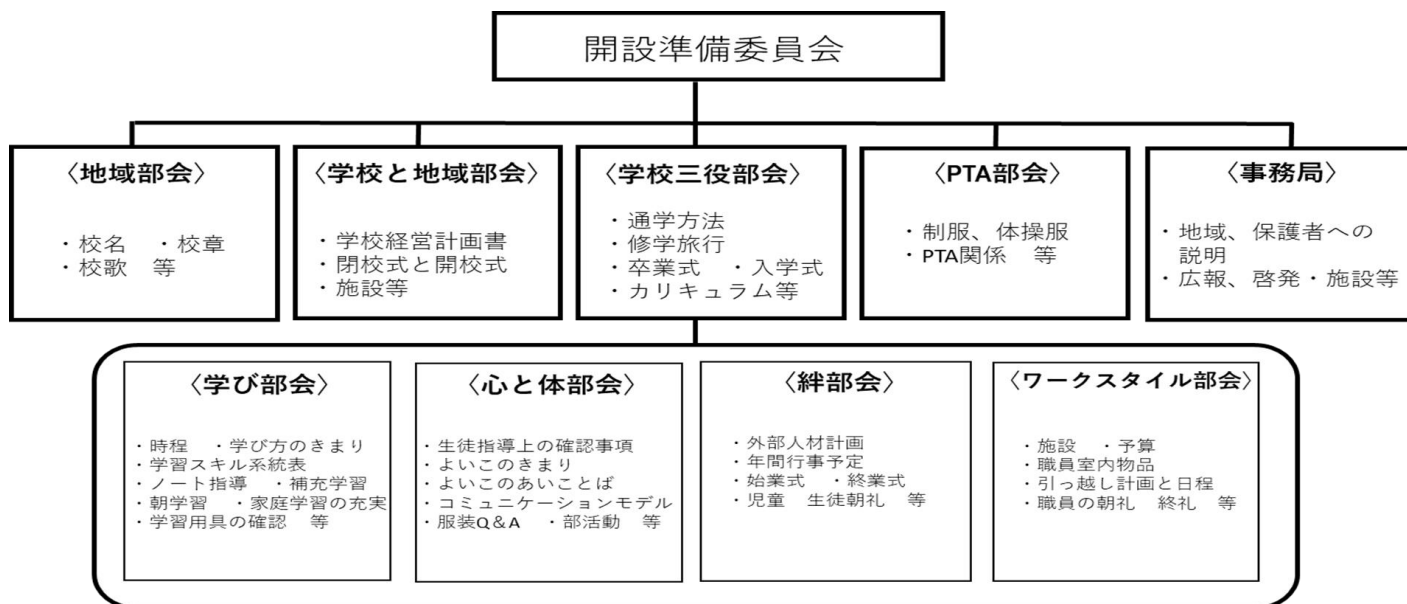 開設準備委員会
〈地域部会〉
・校名　・校章
・校歌　等
〈学校と地域部会〉
・学校経営計画書
・閉校式と開校式
・施設等
〈学校三役部会〉
・通学方法
・修学旅行
・卒業式　・入学式
・カリキュラム等
〈PTA部会〉
・制服、体操服
・PTA関係　等
〈事務局〉
・地域、保護者への
説明
・広報、啓発・施設等
〈学び部会〉
・時程　・学び方のきまり
・学習スキル系統表
・ノート指導　・補充学習
・朝学習　・家庭学習の充実
・学習用具の確認　等
〈心と体部会〉
・生徒指導上の確認事項
・よいこのきまり
・よいこのあいことば
・コミュニケーションモデル
・服装Q＆A　・部活動　等
〈絆部会〉
・外部人材計画
・年間行事予定
・始業式　・終業式
・児童　生徒朝礼　等
〈ワークスタイル部会〉
・施設　・予算
・職員室内物品
・引っ越し計画と日程
・職員の朝礼　終礼　等